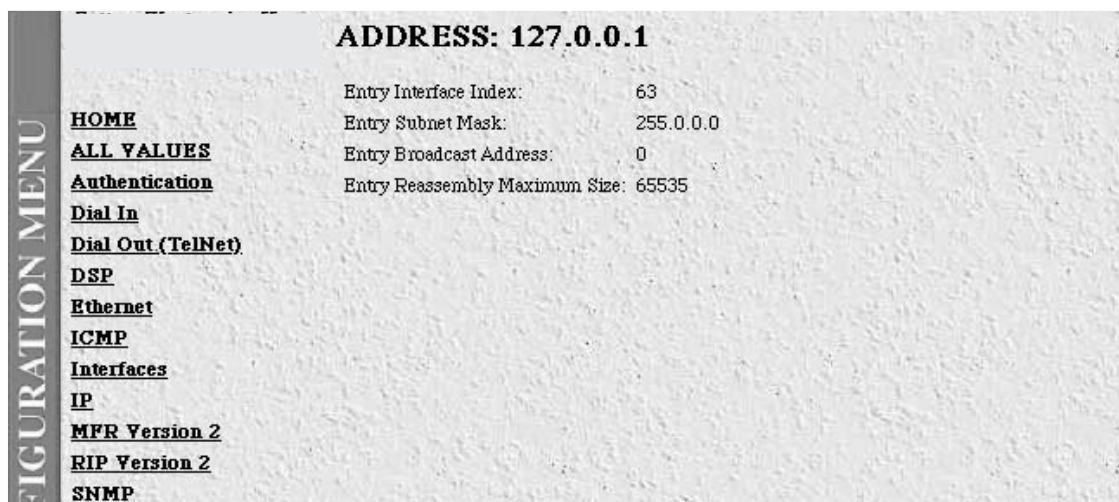 ADDRESS: 127.0.0.1
Entry Interface Index: 63
Entry Subnet Mask: 255.0.0.0
Entry Broadcast Address: 0
Entry Reassembly Maximum Size: 65535
FIGURATION MENU
HOME
ALL VALUES
Authentication
Dial In
Dial Out (TelNet)
DSP
Ethernet
ICMP
Interfaces
IP
MFR Version 2
RIP Version 2
SNMP